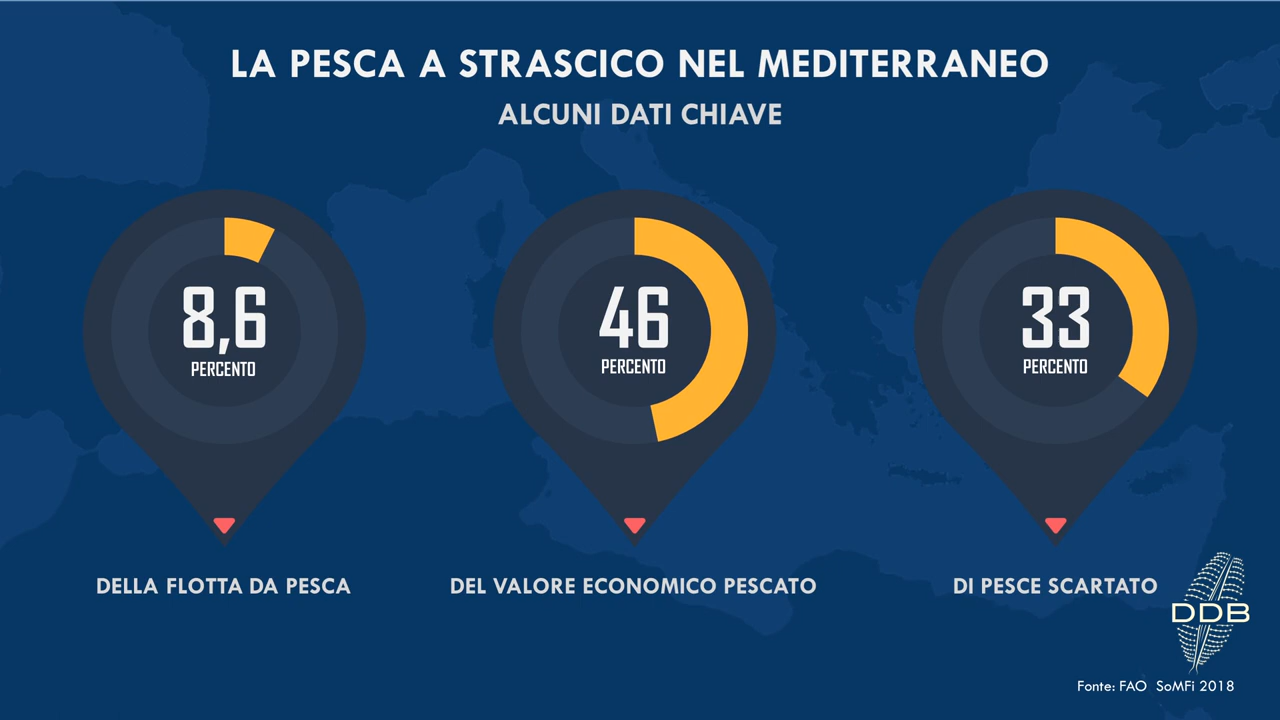 LA PESCA A STRASCICO NEL MEDITERRANEO
ALCUNI DATI CHIAVE
8,6
PERCENTO
46
PERCENTO
33
PERCENTO
DELLA FLOTTA DA PESCA
DEL VALORE ECONOMICO PESCATO
DI PESCE SCARTATO
DDB
Fonte: FAO SoMFi 2018